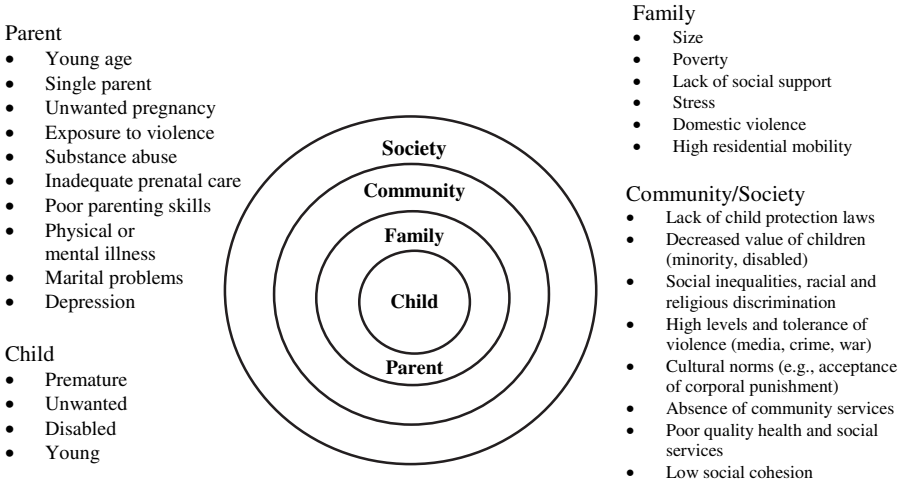 Parent
• Young age
• Single parent
• Unwanted pregnancy
• Exposure to violence
• Substance abuse
• Inadequate prenatal care
• Poor parenting skills
• Physical or
mental illness
• Marital problems
• Depression
Child
• Premature
• Unwanted
• Disabled
• Young
Society
Community
Family
Child
Parent
Family
• Size
• Poverty
• Lack of social support
• Stress
• Domestic violence
• High residential mobility
Community/Society
• Lack of child protection laws
• Decreased value of children
(minority, disabled)
• Social inequalities, racial and
religious discrimination
• High levels and tolerance of
violence (media, crime, war)
• Cultural norms (e.g., acceptance
of corporal punishment)
• Absence of community services
• Poor quality health and social
services
• Low social cohesion